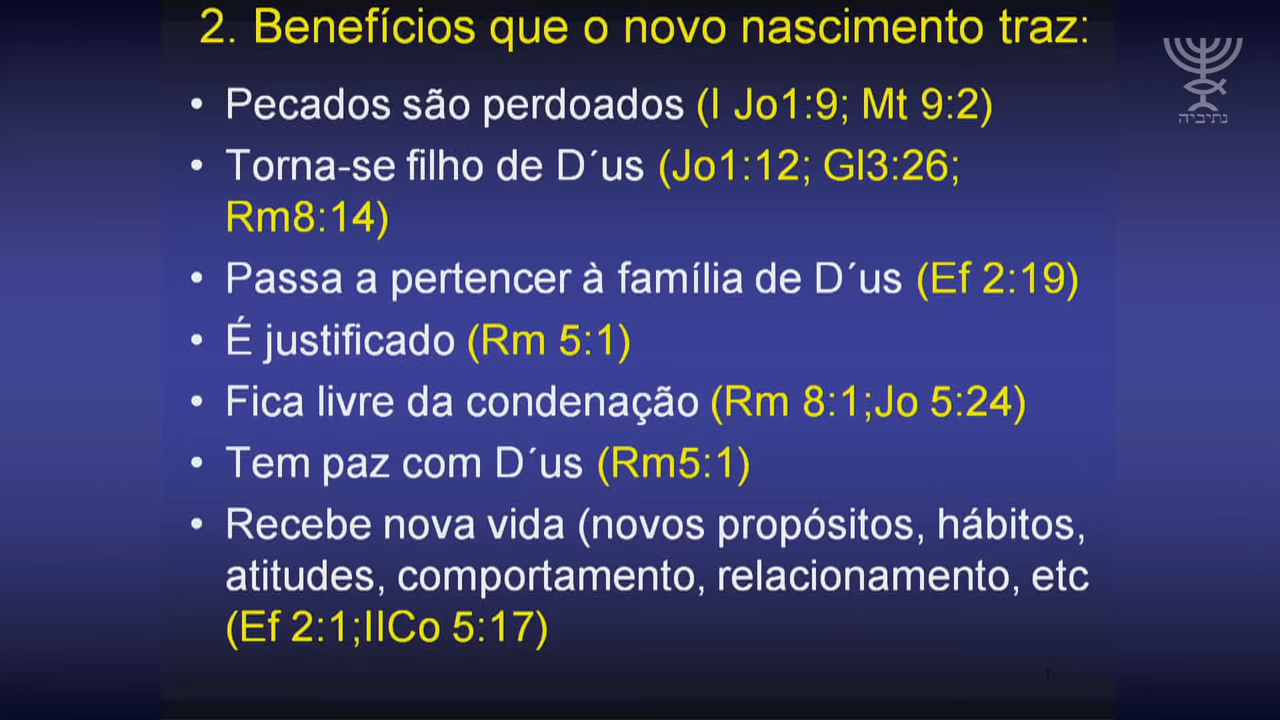 2. Benefícios que o novo nascimento traz:
נתיביה
• Pecados são perdoados (I Jo1:9; Mt 9:2)
• Torna-se filho de D´us (Jo1:12; Gl3:26;
Rm8:14)
• Passa a pertencer à família de D´us (Ef 2:19)
• É justificado (Rm 5:1)
• Fica livre da condenação (Rm 8:1;Jo 5:24)
• Tem paz com D´us (Rm5:1)
• Recebe nova vida (novos propósitos, hábitos,
atitudes, comportamento, relacionamento, etc
(Ef 2:1;IICo 5:17)